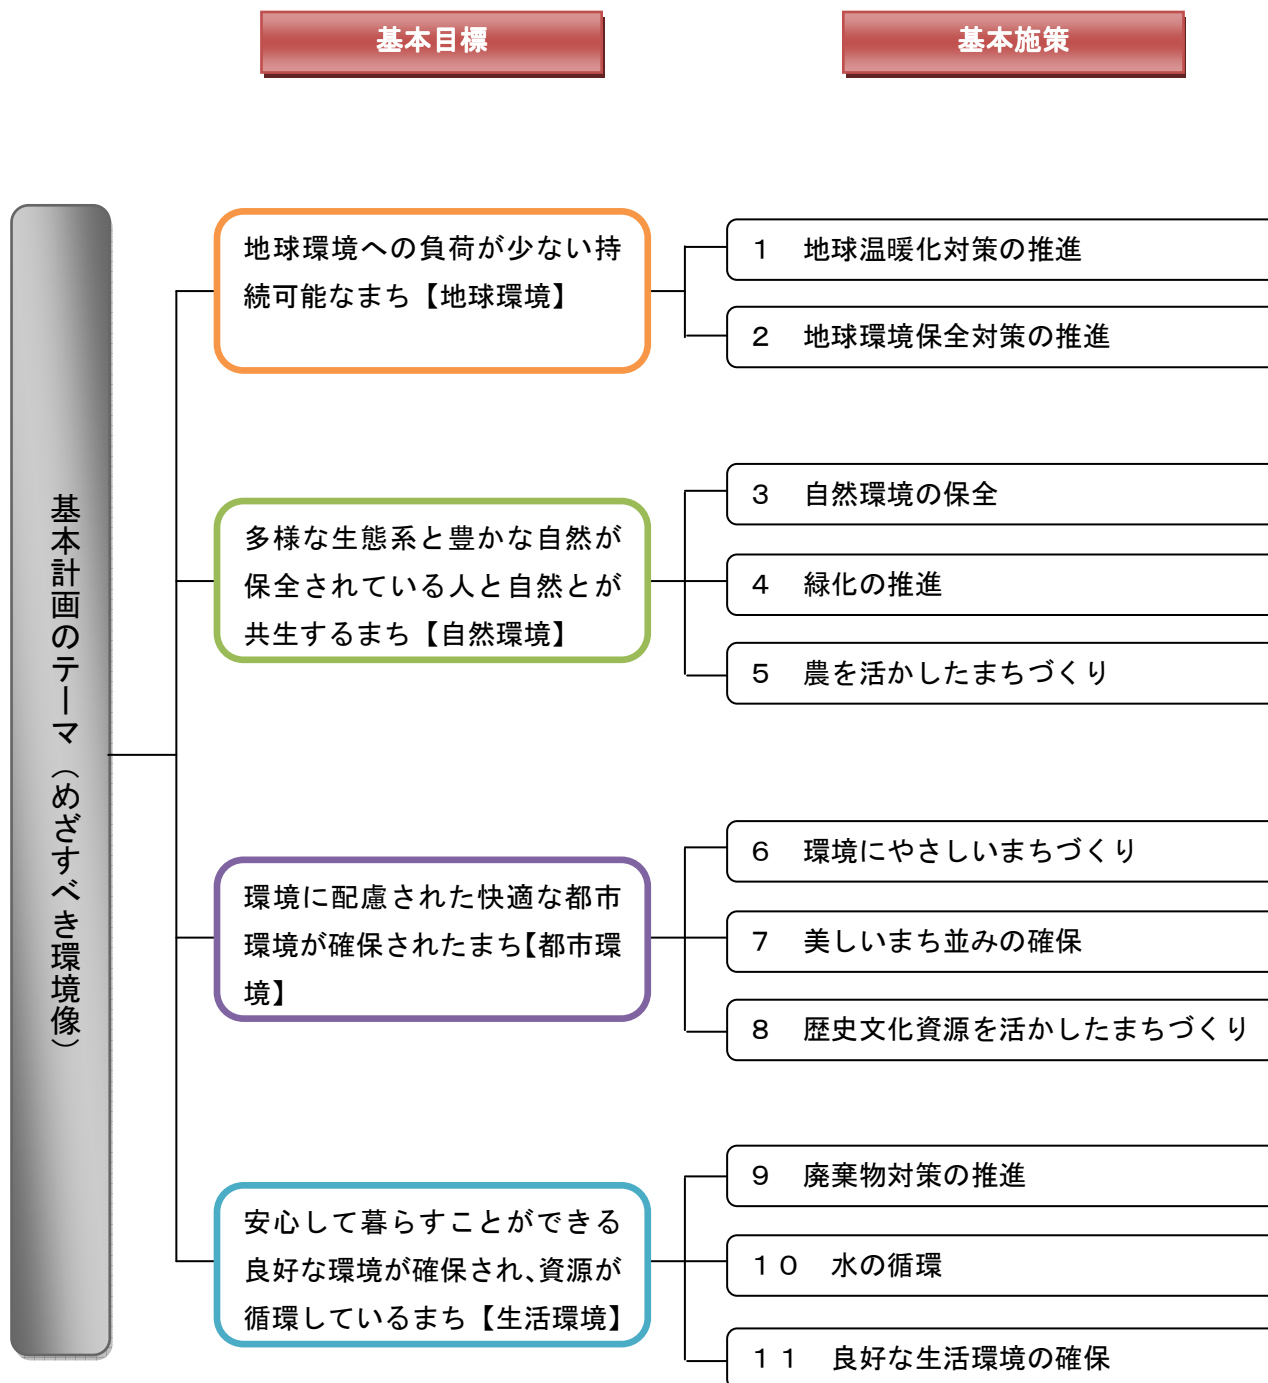 基本目標
基本施策
基本計画のテーマ（めざすべき環境像）
地球環境への負荷が少ない持
続可能なまち【地球環境】
1　地球温暖化対策の推進
2　地球環境保全対策の推進
多様な生態系と豊かな自然が
保全されている人と自然とが
共生するまち【自然環境】
3　自然環境の保全
4　緑化の推進
5　農を活かしたまちづくり
環境に配慮された快適な都市
環境が確保されたまち【都市環
境】
6　環境にやさしいまちづくり
7　美しいまち並みの確保
8　歴史文化資源を活かしたまちづくり
安心して暮らすことができる
良好な環境が確保され、資源が
循環しているまち【生活環境】
9　廃棄物対策の推進
10　水の循環
11　良好な生活環境の確保